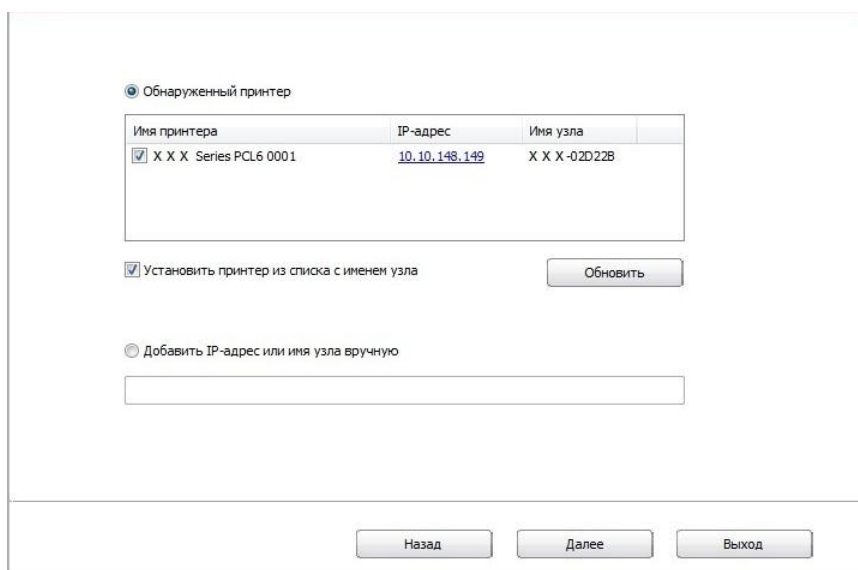 Обнаруженный принтер
Имя принтера IP-адрес Имя узла
X X X Series PCL6 0001 10.10.148.149 X X X -02D22B
Установить принтер из списка с именем узла Обновить
Добавить IP-адрес или имя узла вручную
Назад Далее Выход